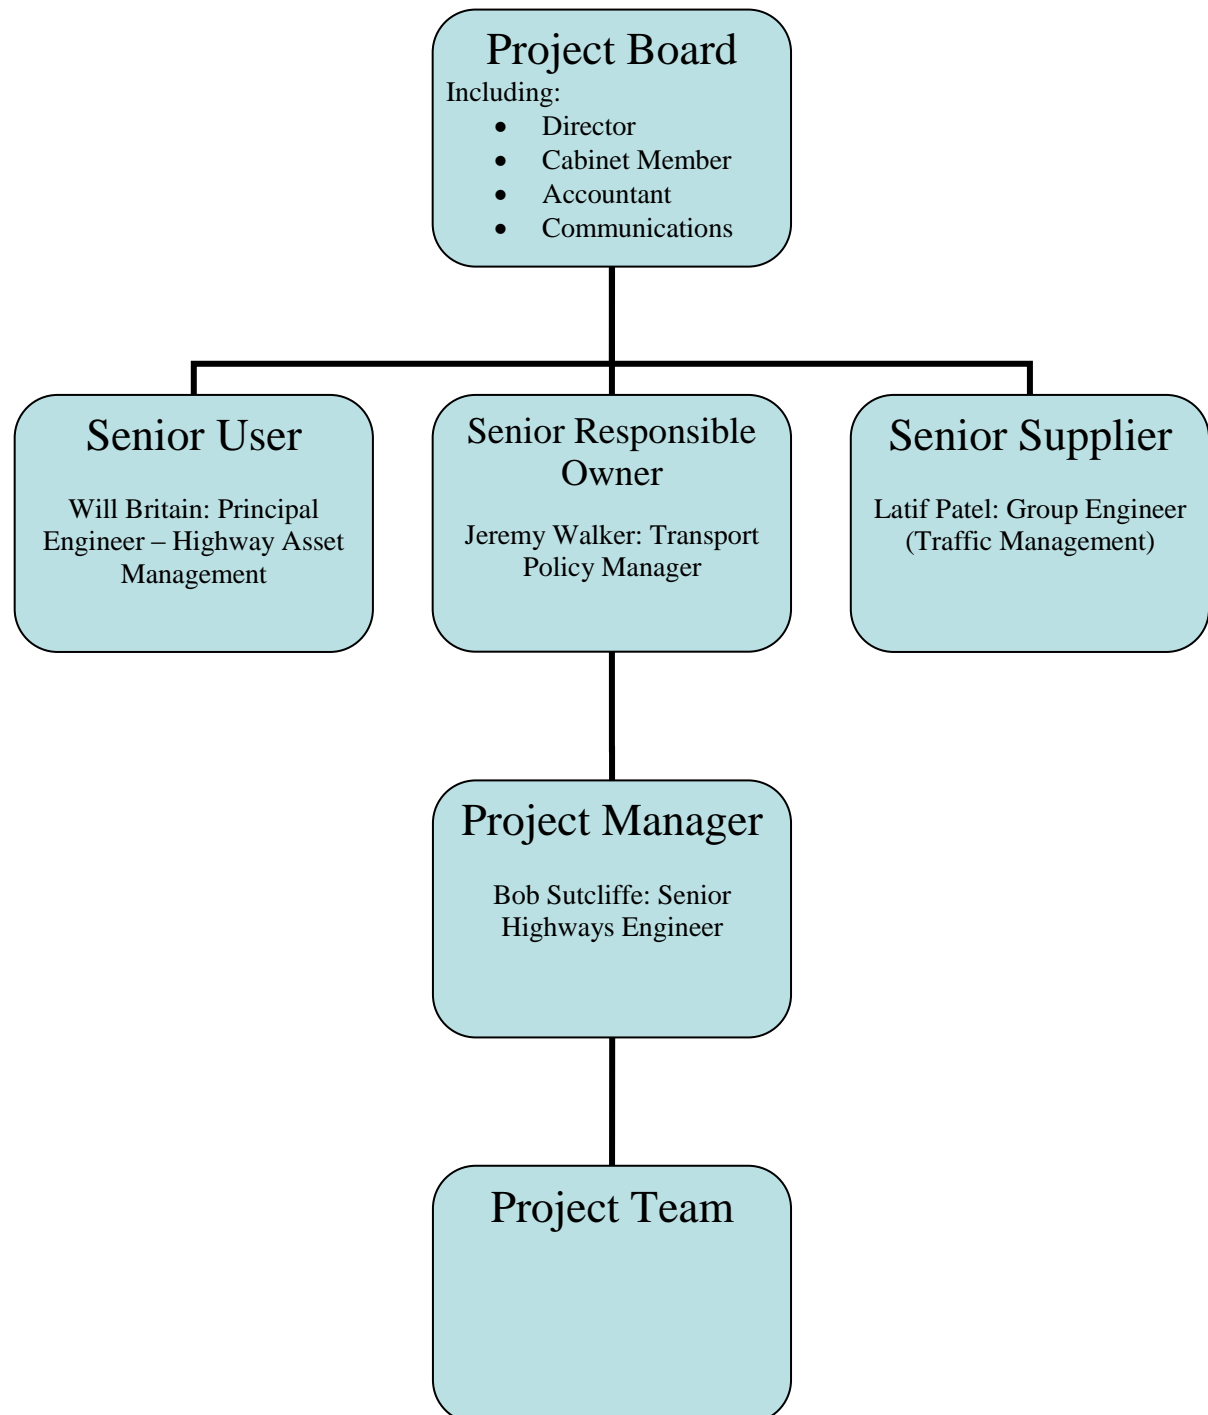 Project Board
Including:
• Director
• Cabinet Member
• Accountant
• Communications
Senior User
Will Britain: Principal
Engineer – Highway Asset
Management
Senior Responsible
Owner
Jeremy Walker: Transport
Policy Manager
Senior Supplier
Latif Patel: Group Engineer
(Traffic Management)
Project Manager
Bob Sutcliffe: Senior
Highways Engineer
Project Team